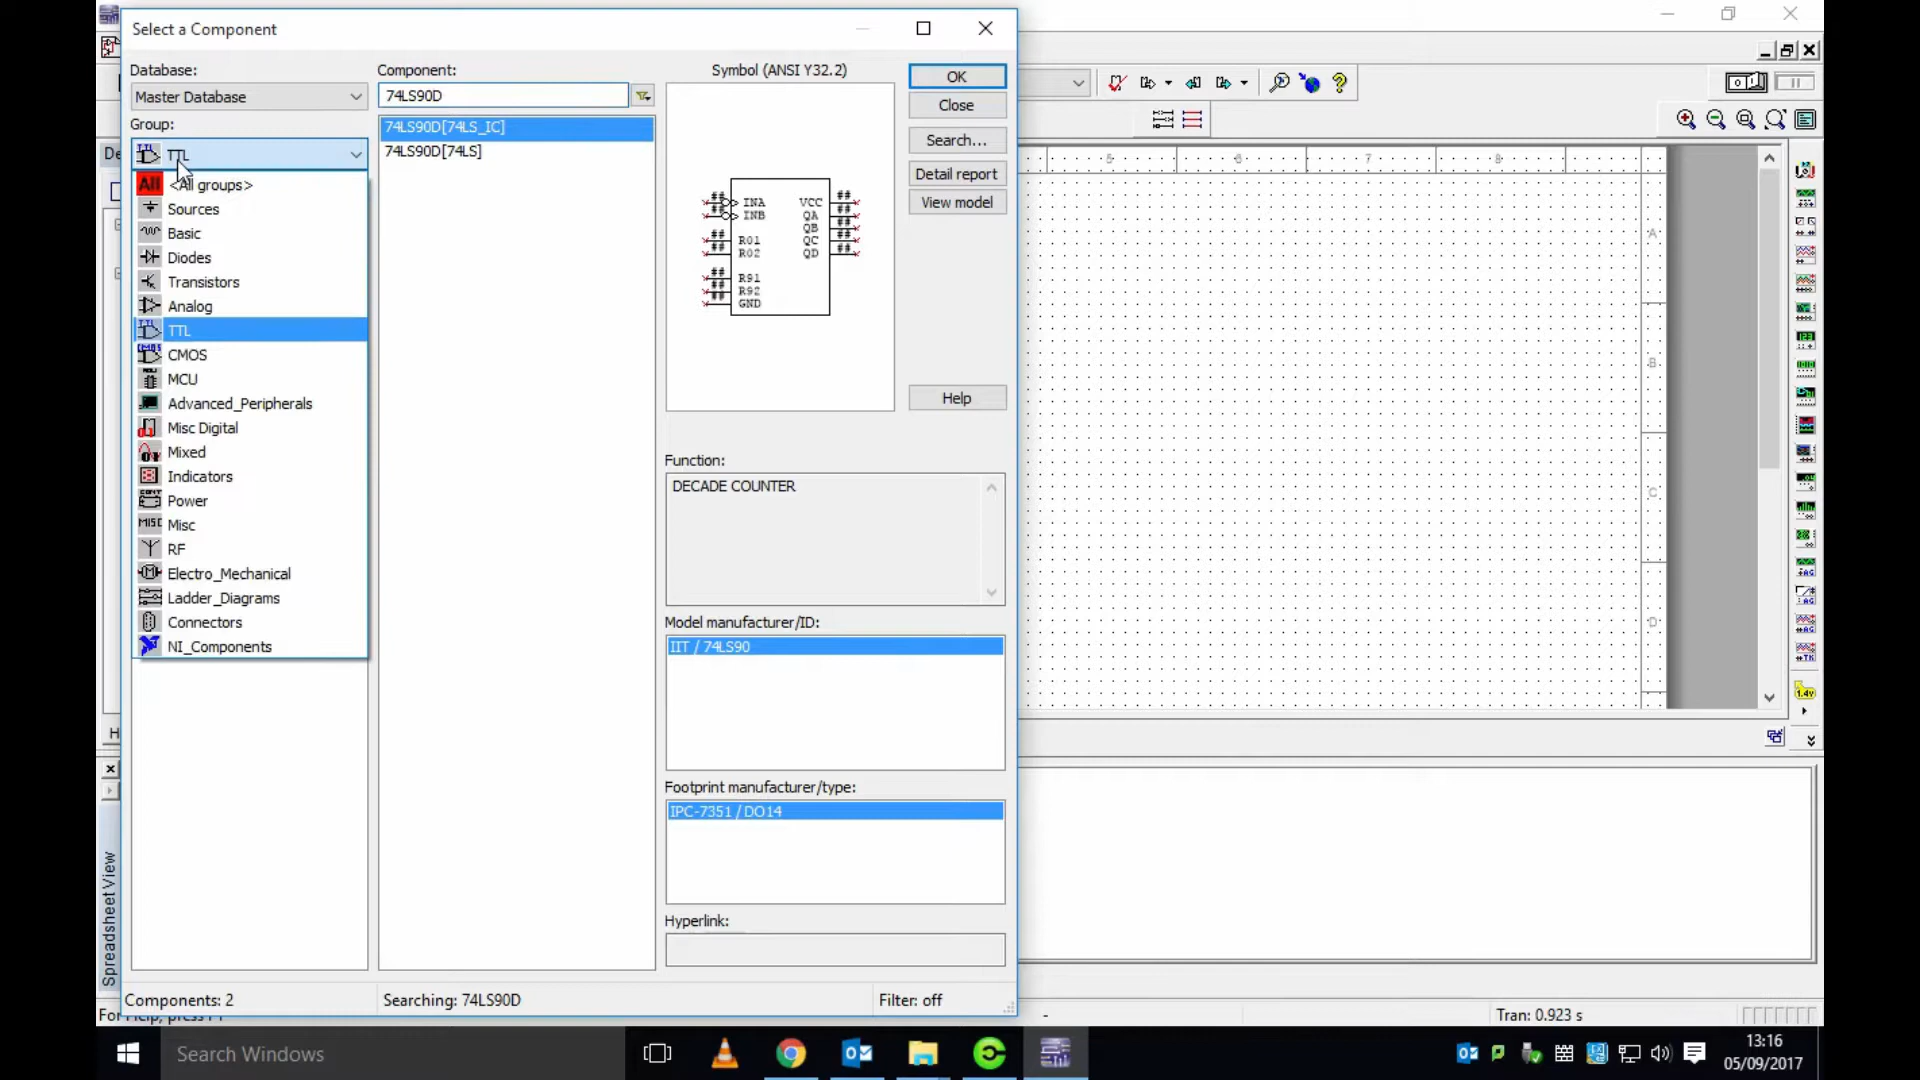 Select a Component
Database:
Master Database
Group:
TTL
<All groups>
Sources
Basic
Diodes
Transistors
Analog
TTL
CMOS
MCU
Advanced_Peripherals
Misc Digital
Mixed
Indicators
Power
Misc
RF
Electro_Mechanical
Ladder_Diagrams
Connectors
NI_Components
Component:
74LS90D
74LS90D[74LS_IC]
74LS90D[74LS]
Symbol (ANSI Y32.2)
INA VCC
INB QA
QB
R01 QC
R02 QD
R91
R92
GND
OK
Close
Search...
Detail report
View model
Help
Function:
DECADE COUNTER
Model manufacturer/ID:
IIT / 74LS90
Footprint manufacturer/type:
IPC-7351 / DO14
Hyperlink:
Components: 2
Searching: 74LS90D
Filter: off
5 6 7 8
A
B
C
D
Spreadsheet View
Tran: 0.923 s
Search Windows
13:16
05/09/2017